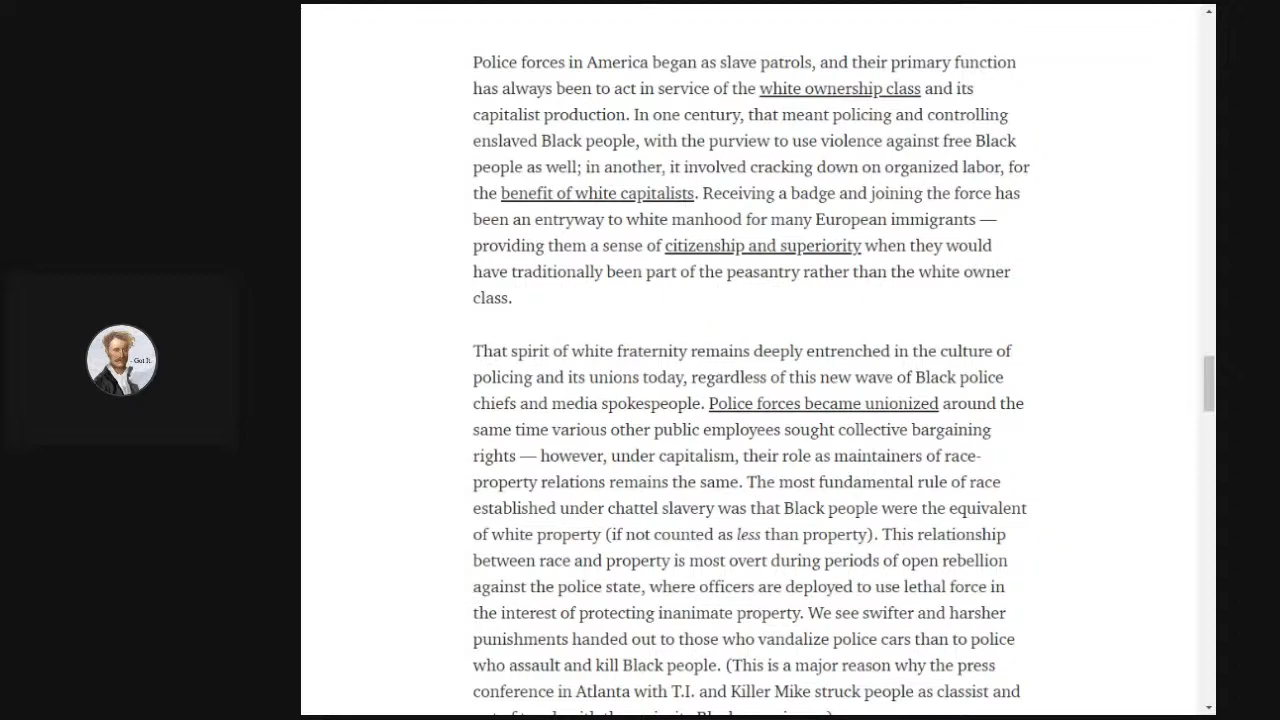 Police forces in America began as slave patrols, and their primary function
has always been to act in service of the white ownership class and its
capitalist production. In one century, that meant policing and controlling
enslaved Black people, with the purview to use violence against free Black
people as well; in another, it involved cracking down on organized labor, for
the benefit of white capitalists. Receiving a badge and joining the force has
been an entryway to white manhood for many European immigrants —
providing them a sense of citizenship and superiority when they would
have traditionally been part of the peasantry rather than the white owner
class.
- Got It.
That spirit of white fraternity remains deeply entrenched in the culture of
policing and its unions today, regardless of this new wave of Black police
chiefs and media spokespeople. Police forces became unionized around the
same time various other public employees sought collective bargaining
rights — however, under capitalism, their role as maintainers of race-
property relations remains the same. The most fundamental rule of race
established under chattel slavery was that Black people were the equivalent
of white property (if not counted as less than property). This relationship
between race and property is most overt during periods of open rebellion
against the police state, where officers are deployed to use lethal force in
the interest of protecting inanimate property. We see swifter and harsher
punishments handed out to those who vandalize police cars than to police
who assault and kill Black people. (This is a major reason why the press
conference in Atlanta with T.I. and Killer Mike struck people as classist and